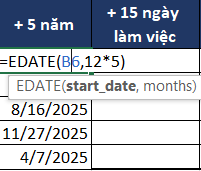 + 5 năm
+ 15 ngày
làm việc
=EDATE(B6,12*5)
EDATE(start_date, months)
8/16/2025
11/27/2025
4/7/2025